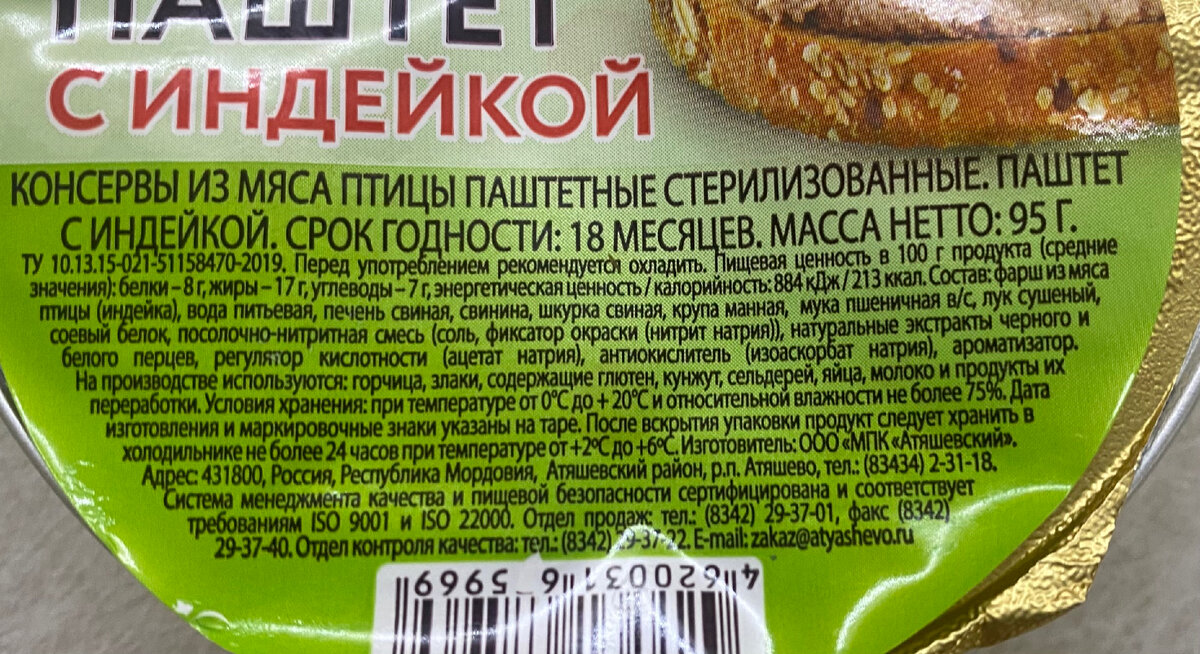 ПАШТЕТ
С ИНДЕЙКОЙ
КОНСЕРВЫ ИЗ МЯСА ПТИЦЫ ПАШТЕТНЫЕ СТЕРИЛИЗОВАННЫЕ. ПАШТЕТ
С ИНДЕЙКОЙ. СРОК ГОДНОСТИ: 18 МЕСЯЦЕВ. МАССА НЕТТО: 95 Г.
ТУ 10.13.15-021-51158470-2019. Перед употреблением рекомендуется охладить. Пищевая ценность в 100 г продукта (средние
значения): белки – 8 г, жиры – 17 г, углеводы – 7 г, энергетическая ценность / калорийность: 884 кДж / 213 ккал. Состав: фарш из мяса
птицы (индейка), вода питьевая, печень свиная, свинина, шкурка свиная, крупа манная, мука пшеничная в/с, лук сушеный,
соевый белок, посолочно-нитритная смесь (соль, фиксатор окраски (нитрит натрия)), натуральные экстракты черного и
белого перцев, регулятор кислотности (ацетат натрия), антиокислитель (изоаскорбат натрия), ароматизатор.
На производстве используются: горчица, злаки, содержащие глютен, кунжут, сельдерей, яйца, молоко и продукты их
переработки. Условия хранения: при температуре от 0°С до + 20°С и относительной влажности не более 75%. Дата
изготовления и маркировочные знаки указаны на таре. После вскрытия упаковки продукт следует хранить в
холодильнике не более 24 часов при температуре от +2°С до +6°С. Изготовитель: ООО «МПК «Атяшевский».
Адрес: 431800, Россия, Республика Мордовия, Атяшевский район, р.п. Атяшево, тел.: (83434) 2-31-18.
Система менеджмента качества и пищевой безопасности сертифицирована и соответствует
требованиям ISO 9001 и ISO 22000. Отдел продаж: тел.: (8342) 29-37-01, факс (8342)
29-37-40. Отдел контроля качества: тел.: (8342) 29-37-22. E-mail: zakaz@atyashevo.ru
4 620031 659969